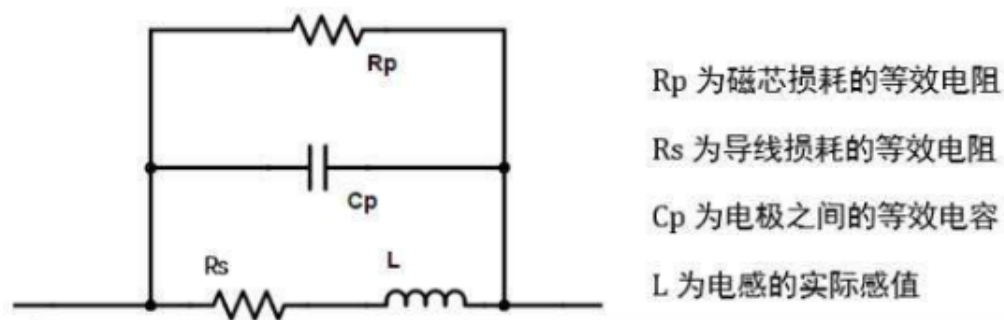 Rp
Cp
Rs
L
Rp 为磁芯损耗的等效电阻
Rs 为导线损耗的等效电阻
Cp 为电极之间的等效电容
L 为电感的实际感值